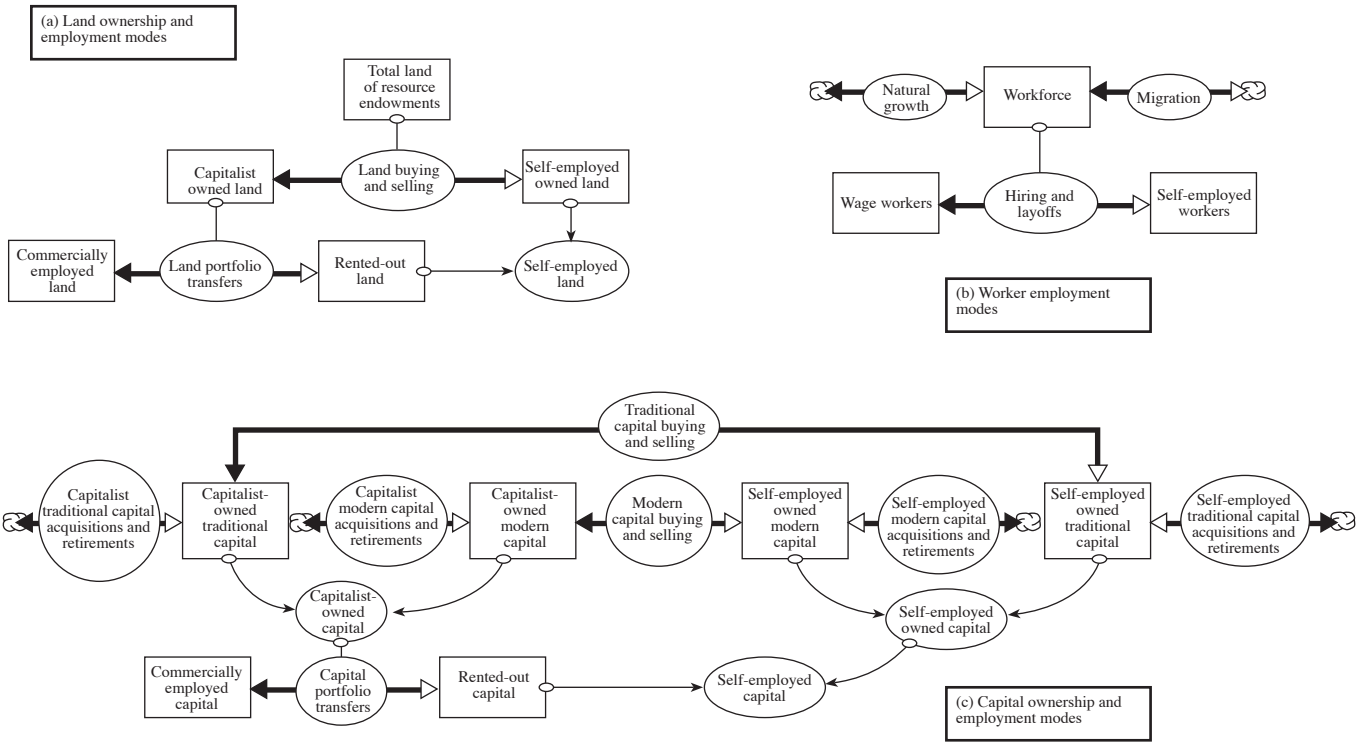 (a) Land ownership and
employment modes
Total land
of resource
endowments
Capitalist
owned land
Land buying
and selling
Self-employed
owned land
Commercially
employed
land
Land portfolio
transfers
Rented-out
land
Self-employed
land
Natural
growth
Workforce
Migration
Wage workers
Hiring and
layoffs
Self-employed
workers
(b) Worker employment
modes
Traditional
capital buying
and selling
Capitalist
traditional capital
acquisitions and
retirements
Capitalist-
owned
traditional
capital
Capitalist
modern capital
acquisitions and
retirements
Capitalist-
owned
modern
capital
Modern
capital buying
and selling
Self-employed
owned
modern
capital
Self-employed
modern capital
acquisitions and
retirements
Self-employed
owned
traditional
capital
Self-employed
traditional capital
acquisitions and
retirements
Capitalist-
owned
capital
Self-employed
owned capital
Commercially
employed
capital
Capital
portfolio
transfers
Rented-out
capital
Self-employed
capital
(c) Capital ownership and
employment modes